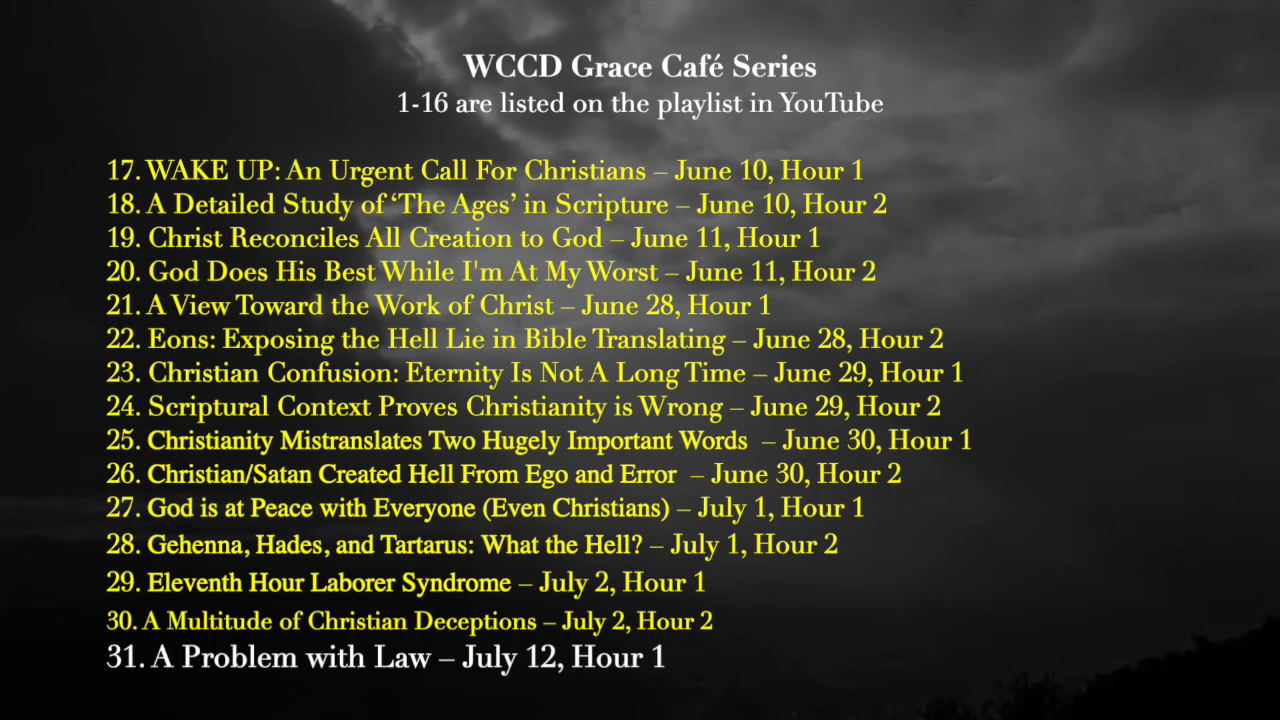 WCCD Grace Café Series
1-16 are listed on the playlist in YouTube
17. WAKE UP: An Urgent Call For Christians – June 10, Hour 1
18. A Detailed Study of ‘The Ages’ in Scripture – June 10, Hour 2
19. Christ Reconciles All Creation to God – June 11, Hour 1
20. God Does His Best While I'm At My Worst – June 11, Hour 2
21. A View Toward the Work of Christ – June 28, Hour 1
22. Eons: Exposing the Hell Lie in Bible Translating – June 28, Hour 2
23. Christian Confusion: Eternity Is Not A Long Time – June 29, Hour 1
24. Scriptural Context Proves Christianity is Wrong – June 29, Hour 2
25. Christianity Mistranslates Two Hugely Important Words – June 30, Hour 1
26. Christian/Satan Created Hell From Ego and Error – June 30, Hour 2
27. God is at Peace with Everyone (Even Christians) – July 1, Hour 1
28. Gehenna, Hades, and Tartarus: What the Hell? – July 1, Hour 2
29. Eleventh Hour Laborer Syndrome – July 2, Hour 1
30. A Multitude of Christian Deceptions – July 2, Hour 2
31. A Problem with Law – July 12, Hour 1